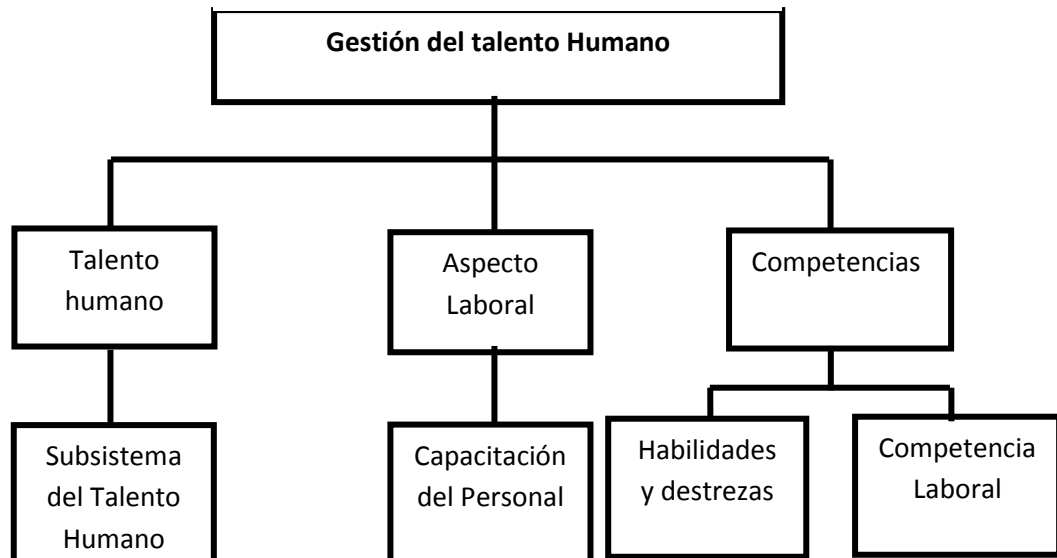 Gestión del talento Humano
Talento
humano
Aspecto
Laboral
Competencias
Subsistema
del Talento
Humano
Capacitación
del Personal
Habilidades
y destrezas
Competencia
Laboral